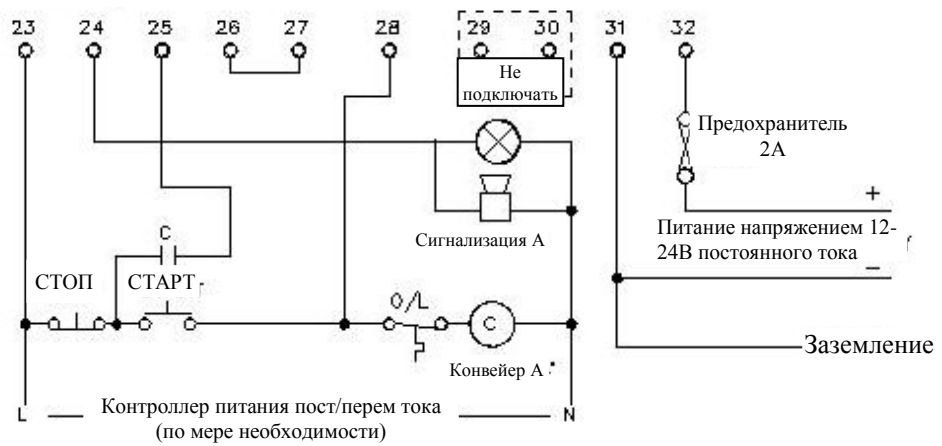 23 24 25 26 27 28 29 30 31 32
Не
подключать
Предохранитель
2А
+
Сигнализация А
Питание напряжением 12-
24В постоянного тока
–
C
СТОП СТАРТ
O/L
C
Конвейер А
Заземление
L Контроллер питания пост/перем тока N
(по мере необходимости)